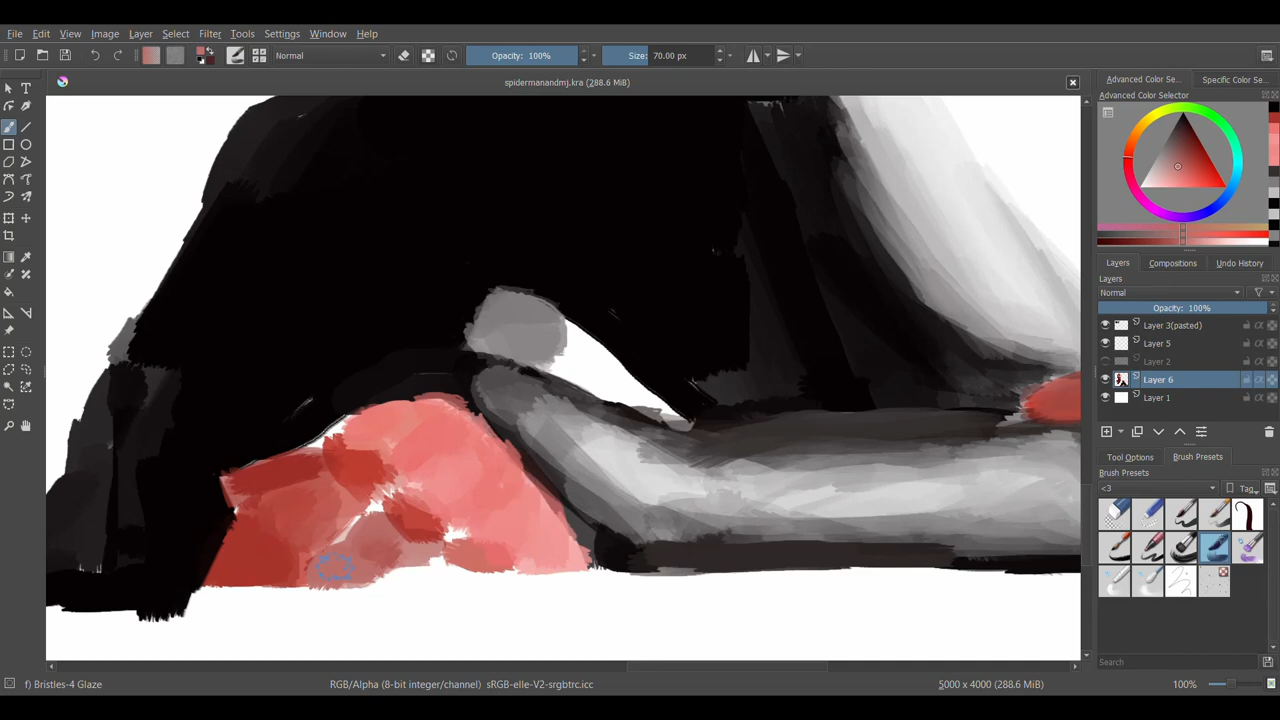 File Edit View Image Layer Select Filter Tools Settings Window Help
Normal Opacity: 100% Size: 70.00 px
spidermanandmj.kra (288.6 MiB)
Advanced Color Se... Specific Color Se...
Advanced Color Selector
Layers Compositions Undo History
Layers
Normal
Opacity: 100%
Layer 3(pasted)
Layer 5
Layer 2
Layer 6
Layer 1
Tool Options Brush Presets
Brush Presets
<3 Tag
Search
f) Bristles-4 Glaze RGB/Alpha (8-bit integer/channel) sRGB-elle-V2-srgbtrc.icc 5000 x 4000 (288.6 MiB) 100%